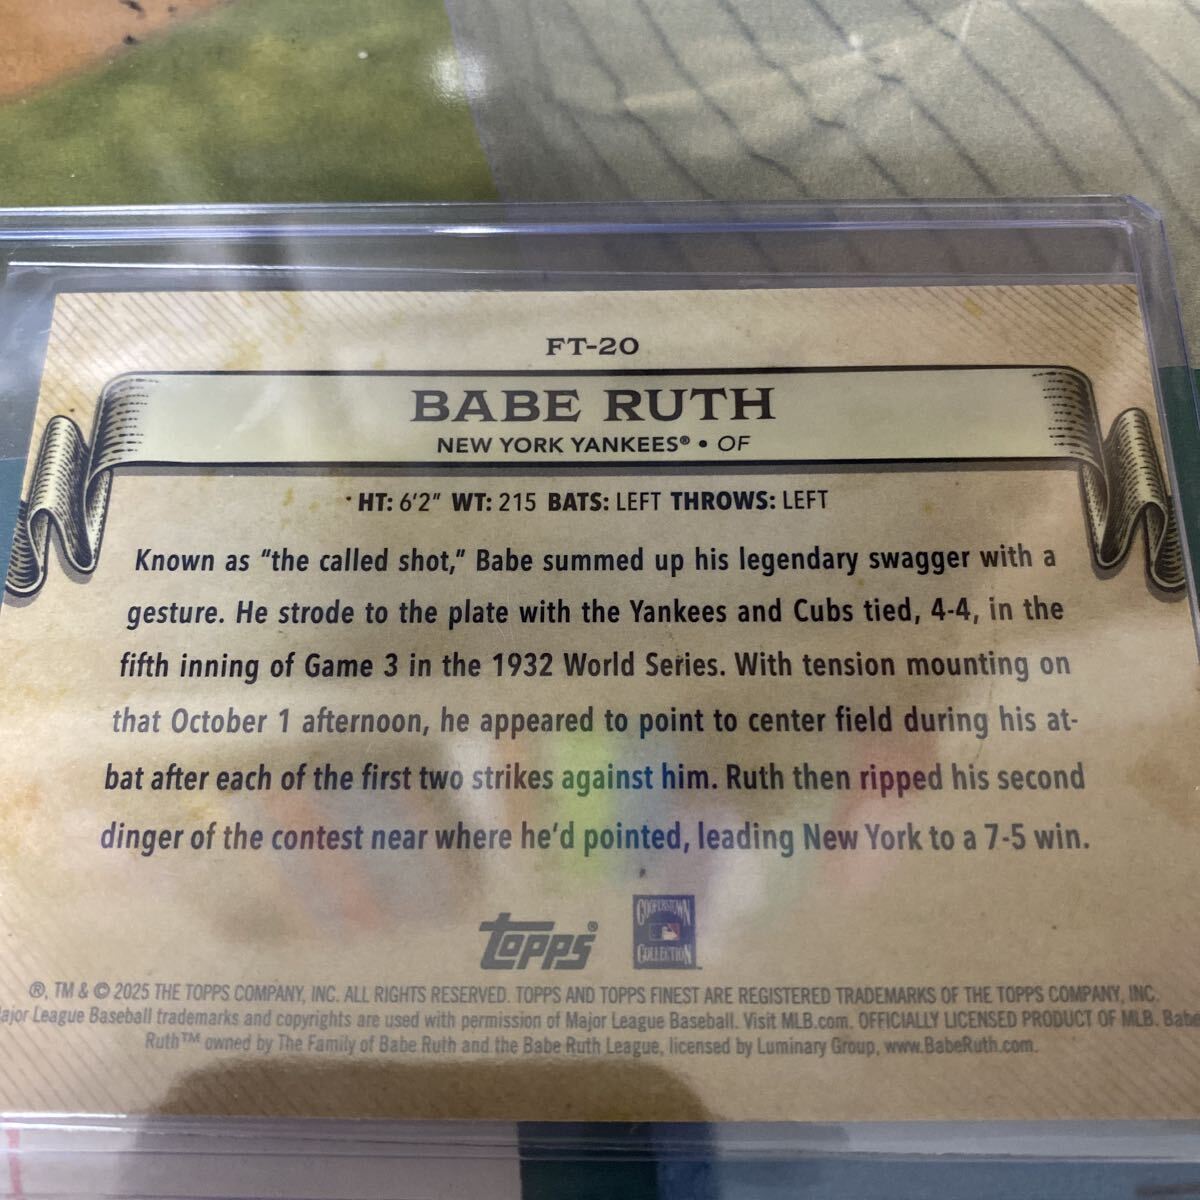 FT-20
BABE RUTH
NEW YORK YANKEES® • OF
HT: 6'2" WT: 215 BATS: LEFT THROWS: LEFT
Known as "the called shot," Babe summed up his legendary swagger with a
gesture. He strode to the plate with the Yankees and Cubs tied, 4-4, in the
fifth inning of Game 3 in the 1932 World Series. With tension mounting on
that October 1 afternoon, he appeared to point to center field during his at-
bat after each of the first two strikes against him. Ruth then ripped his second
dinger of the contest near where he'd pointed, leading New York to a 7-5 win.
TOPPS®
COOPERSTOWN
COLLECTION
®, TM & © 2025 THE TOPPS COMPANY, INC. ALL RIGHTS RESERVED. TOPPS AND TOPPS FINEST ARE REGISTERED TRADEMARKS OF THE TOPPS COMPANY, INC.
ajor League Baseball trademarks and copyrights are used with permission of Major League Baseball. Visit MLB.com. OFFICIALLY LICENSED PRODUCT OF MLB. Babe
Ruth™ owned by The Family of Babe Ruth and the Babe Ruth League, licensed by Luminary Group, www.BabeRuth.com.